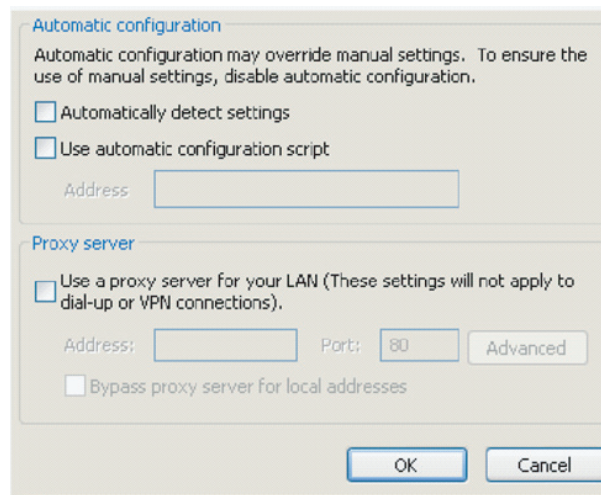 Automatic configuration
Automatic configuration may override manual settings. To ensure the
use of manual settings, disable automatic configuration.
Automatically detect settings
Use automatic configuration script
Address
Proxy server
Use a proxy server for your LAN (These settings will not apply to
dial-up or VPN connections).
Address: Port: 80 Advanced
Bypass proxy server for local addresses
OK Cancel